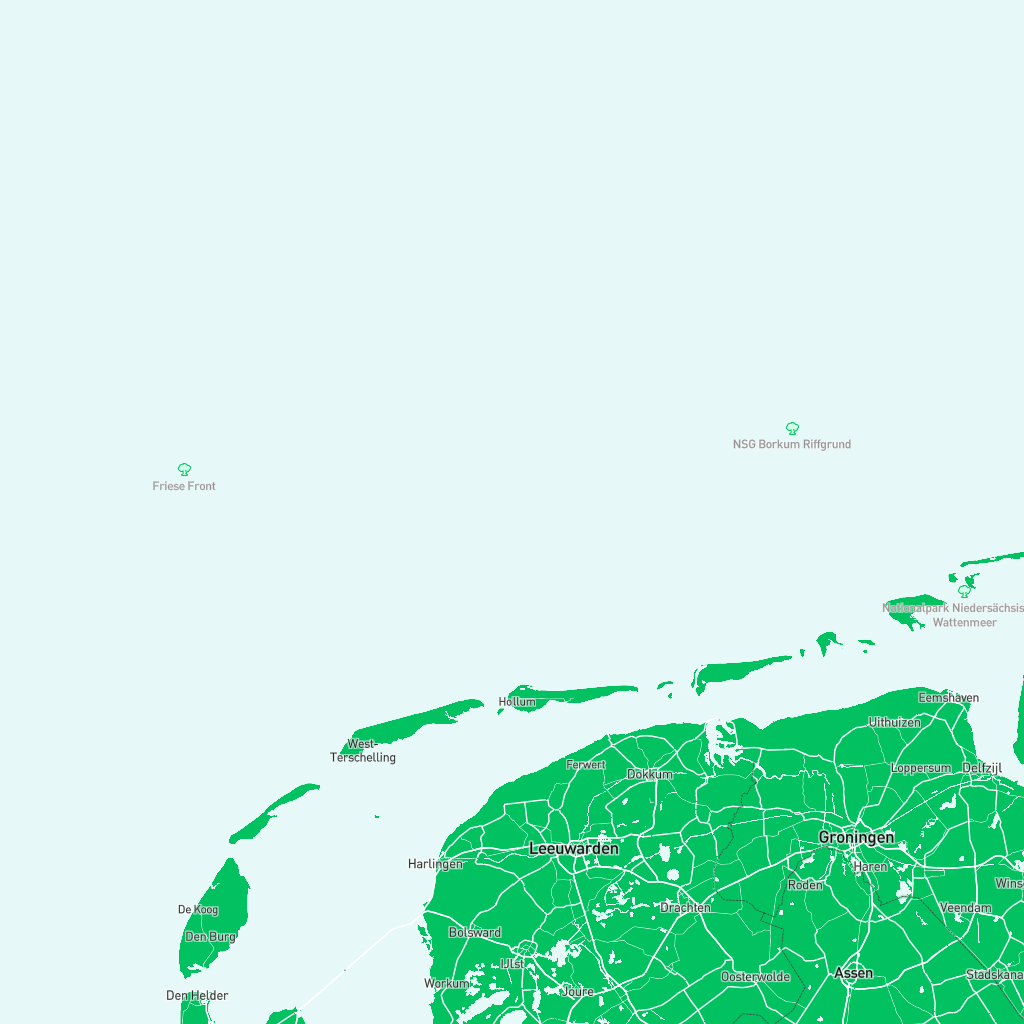 NSG Borkum Riffgrund
Friese Front
Nationalpark Niedersächsis
Wattenmeer
Hollum
Eemshaven
Uithuizen
West-
Terschelling
Ferwert
Dokkum
Loppersum
Delfzijl
Groningen
Leeuwarden
Harlingen
Haren
Roden
Wins
De Koog
Drachten
Veendam
Bolsward
Den Burg
IJlst
Assen
Stadskana
Oosterwolde
Workum
Joure
Den Helder